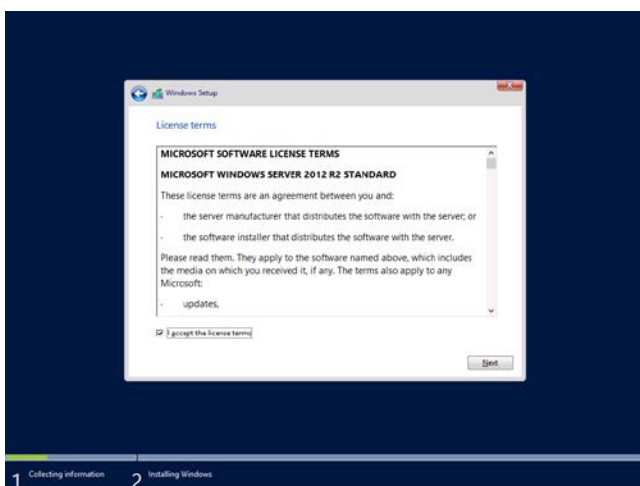 Windows Setup
License terms
MICROSOFT SOFTWARE LICENSE TERMS
MICROSOFT WINDOWS SERVER 2012 R2 STANDARD
These license terms are an agreement between you and:
· the server manufacturer that distributes the software with the server; or
· the software installer that distributes the software with the server.
Please read them. They apply to the software named above, which includes
the media on which you received it, if any. The terms also apply to any
Microsoft:
· updates,
I accept the license terms
Next
1 Collecting information 2 Installing Windows